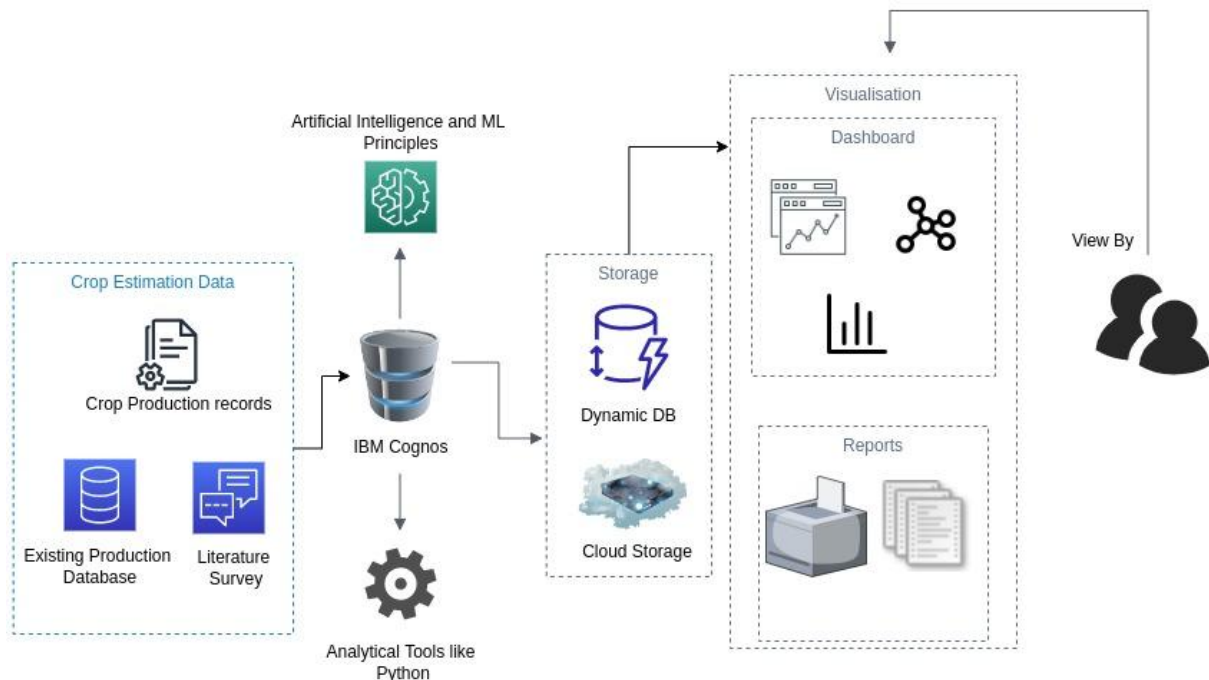 Artificial Intelligence and ML
Principles
Crop Estimation Data
Crop Production records
Existing Production
Database
Literature
Survey
IBM Cognos
Analytical Tools like
Python
Storage
Dynamic DB
Cloud Storage
Visualisation
Dashboard
Reports
View By